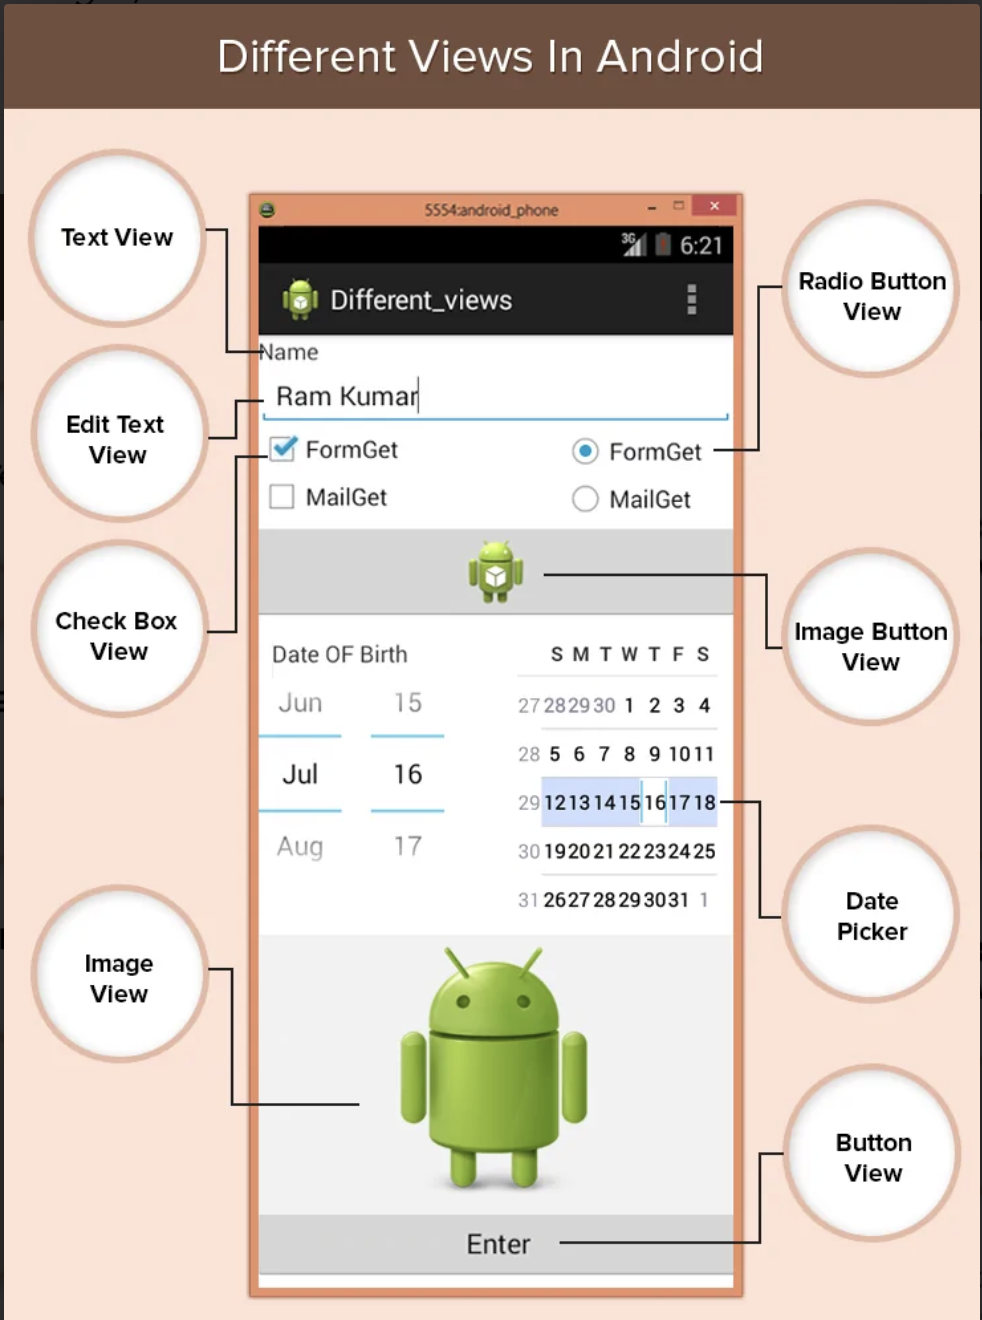 Different Views In Android
Text View
Edit Text
View
Check Box
View
Image
View
5554:android_phone
3G 6:21
Different_views
Name
Ram Kumar
FormGet
MailGet
FormGet
MailGet
Date OF Birth
Jun 15
Jul 16
Aug 17
S M T W T F S
27 28 29 30 1 2 3 4
28 5 6 7 8 9 10 11
29 12 13 14 15 16 17 18
30 19 20 21 22 23 24 25
31 26 27 28 29 30 31 1
Enter
Radio Button
View
Image Button
View
Date
Picker
Button
View